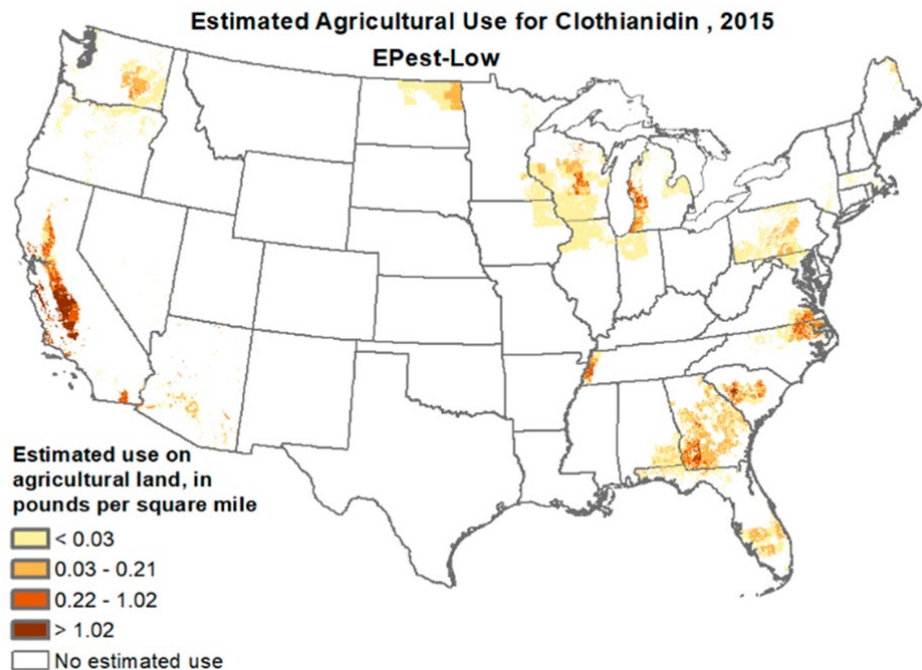 Estimated Agricultural Use for Clothianidin , 2015
EPest-Low
Estimated use on
agricultural land, in
pounds per square mile
< 0.03
0.03 - 0.21
0.22 - 1.02
> 1.02
No estimated use